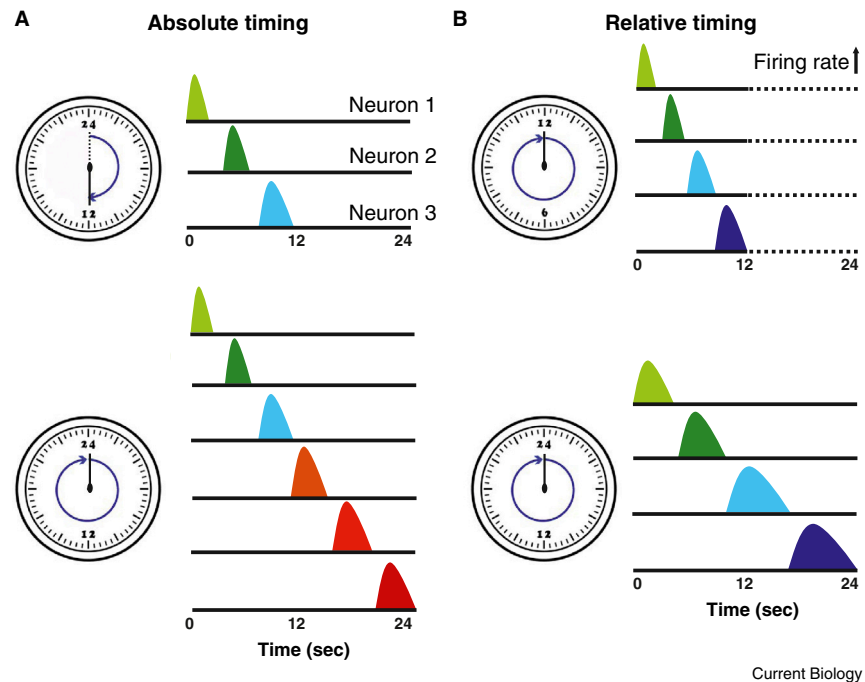 A
Absolute timing
24
12
Neuron 1
Neuron 2
Neuron 3
0
12
24
24
12
0
12
24
Time (sec)
B
Relative timing
Firing rate
12
6
0
12
24
24
12
0
12
24
Time (sec)
Current Biology